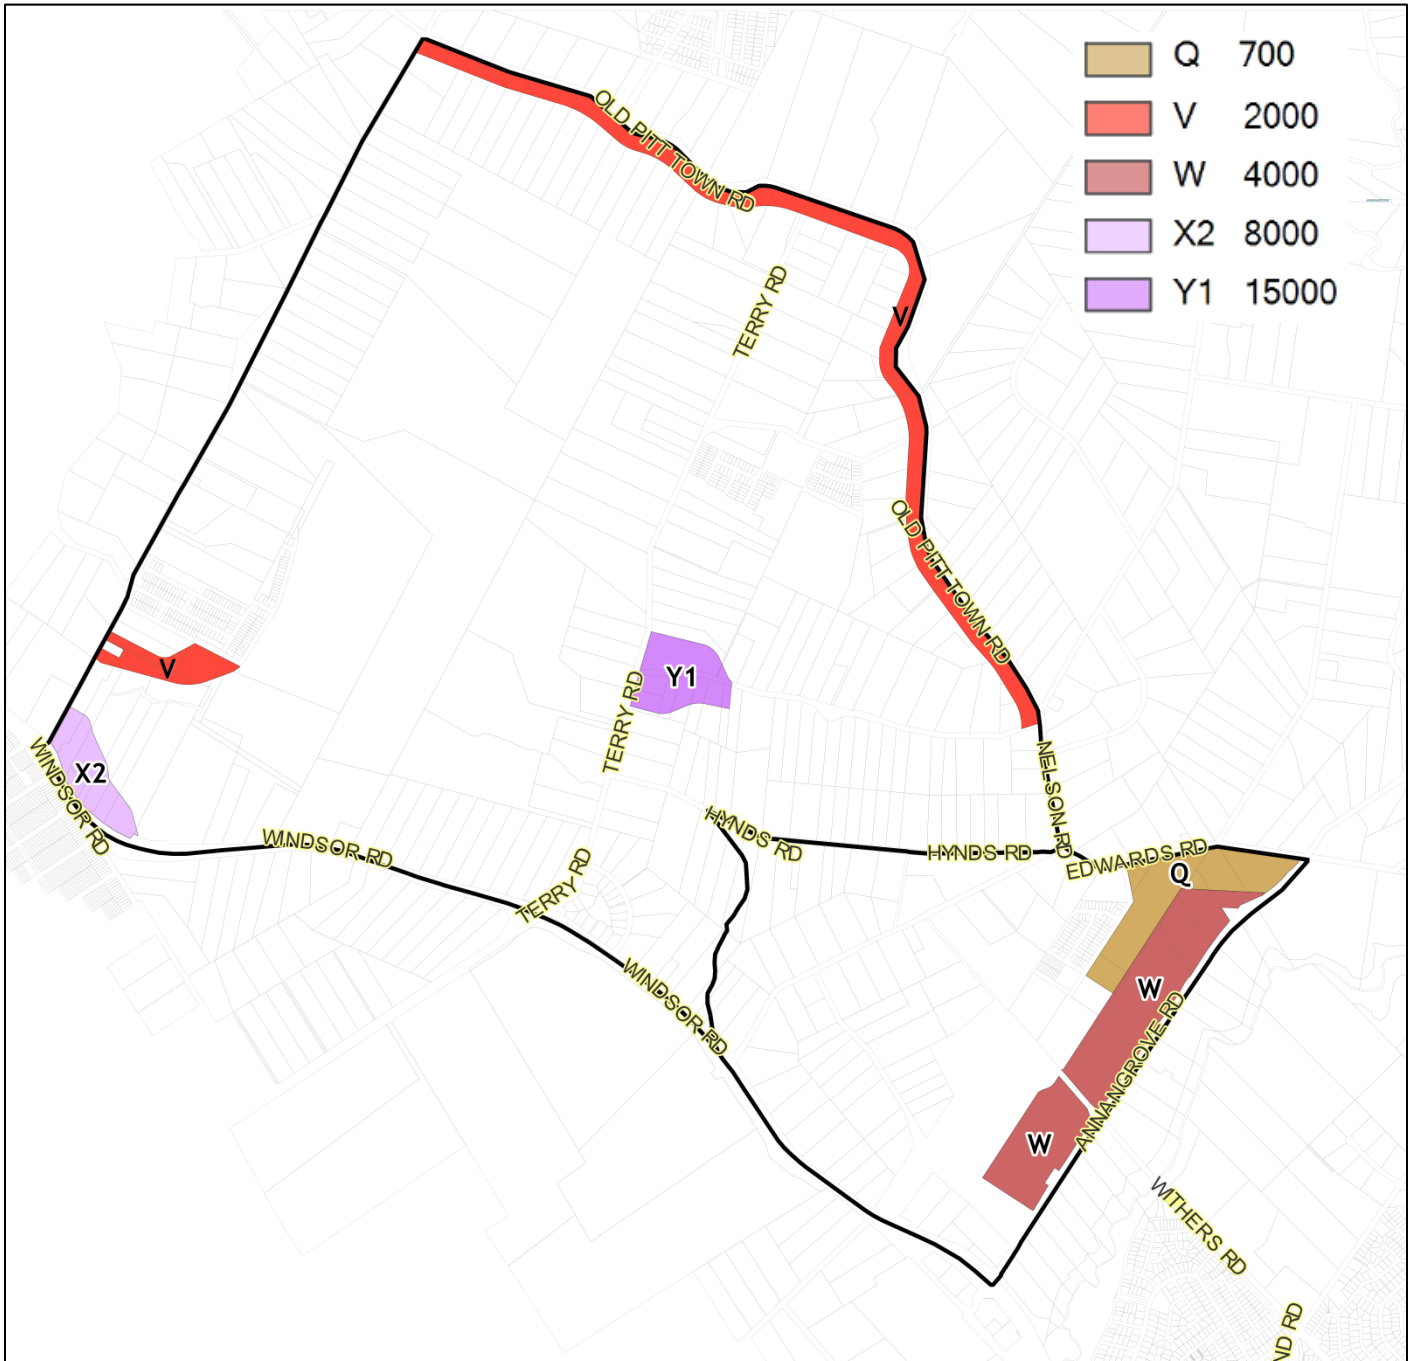 Q 700
V 2000
W 4000
X2 8000
Y1 15000
OLD PITT TOWN RD
TERRY RD
V
OLD PITT TOWN RD
V
Y1
TERRY RD
NELSON RD
WINDSOR RD
X2
WINDSOR RD
HYNDS RD
HYNDS RD
EDWARDS RD
Q
TERRY RD
WINDSOR RD
W
ANNANGROVE RD
W
WITHERS RD
ND RD